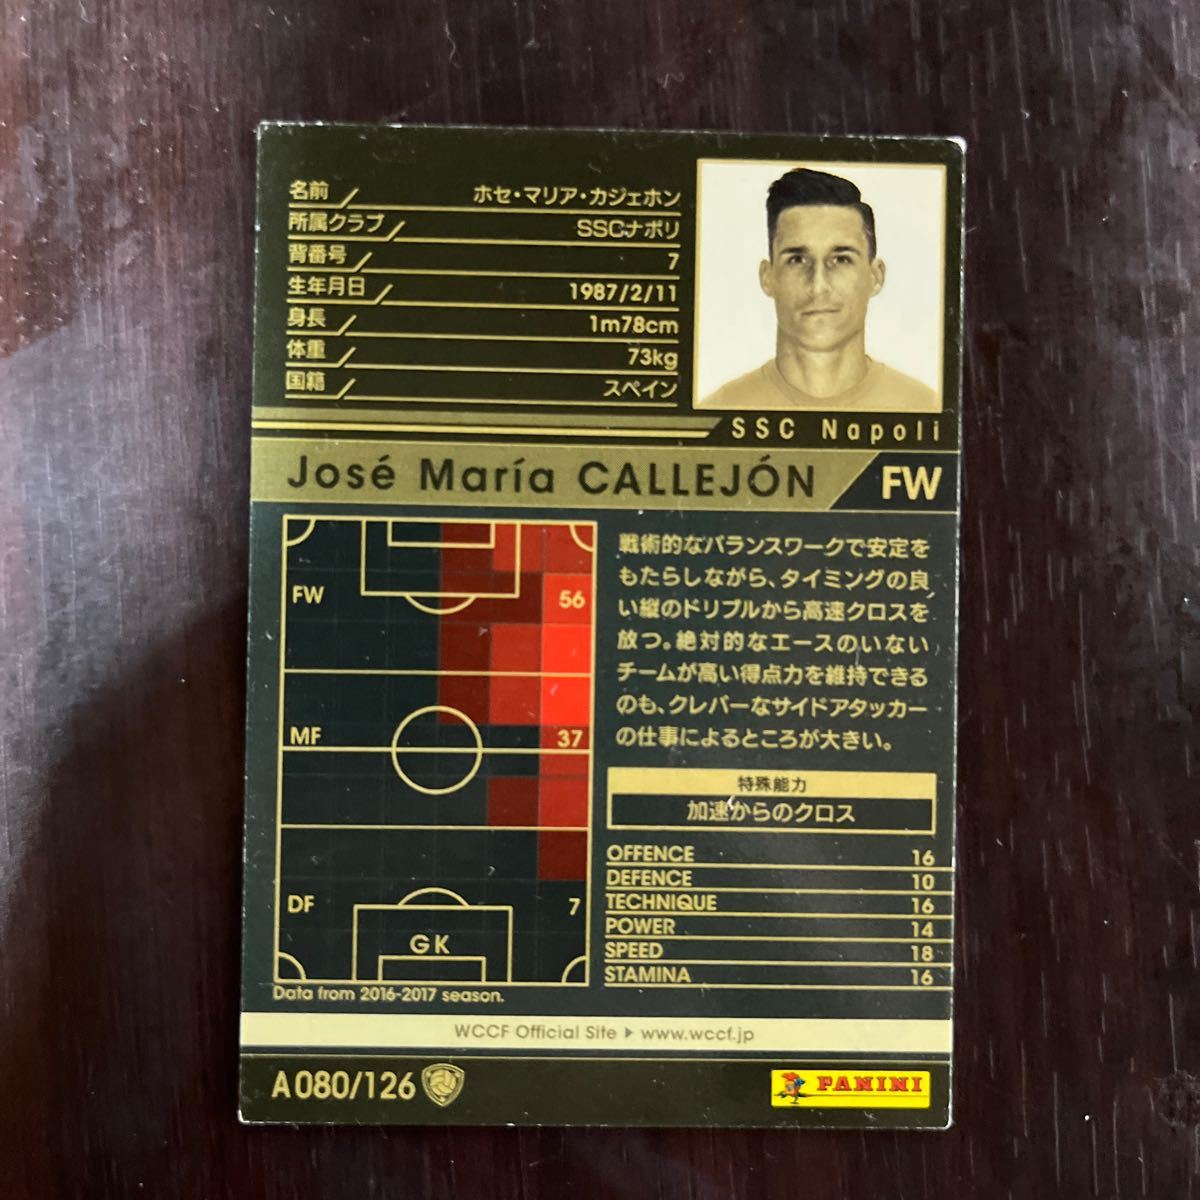 名前 ホセ・マリア・カジェホン
所属クラブ SSCナポリ
背番号 7
生年月日 1987/2/11
身長 1m78cm
体重 73kg
国籍 スペイン
SSC Napoli
José María CALLEJÓN FW
FW 56
MF 37
DF 7
GK
Data from 2016-2017 season.
戦術的なバランスワークで安定を
もたらしながら、タイミングの良
い縦のドリブルから高速クロスを
放つ。絶対的なエースのいない
チームが高い得点力を維持できる
のも、クレバーなサイドアタッカー
の仕事によるところが大きい。
特殊能力
加速からのクロス
OFFENCE 16
DEFENCE 10
TECHNIQUE 16
POWER 14
SPEED 18
STAMINA 16
WCCF Official Site ▶ www.wccf.jp
A080/126
PANINI